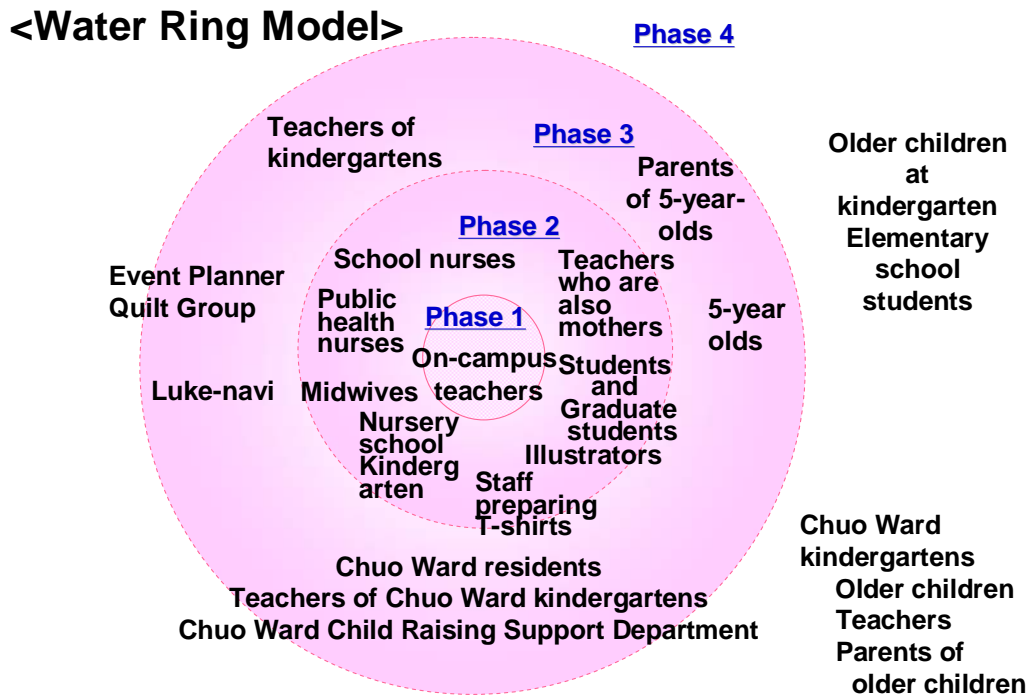 <Water Ring Model>
Phase 4
Teachers of
kindergartens
Phase 3
Parents
of 5-year-
olds
Older children
at
kindergarten
Elementary
school
students
Phase 2
School nurses
Teachers
who are
also
mothers
Event Planner
Quilt Group
Public
health
nurses
5-year
olds
Phase 1
On-campus
teachers
Students
and
Graduate
students
Luke-navi
Midwives
Nursery
school
Kinderg
arten
Illustrators
Staff
preparing
T-shirts
Chuo Ward residents
Teachers of Chuo Ward kindergartens
Chuo Ward Child Raising Support Department
Chuo Ward
kindergartens
Older children
Teachers
Parents of
older children